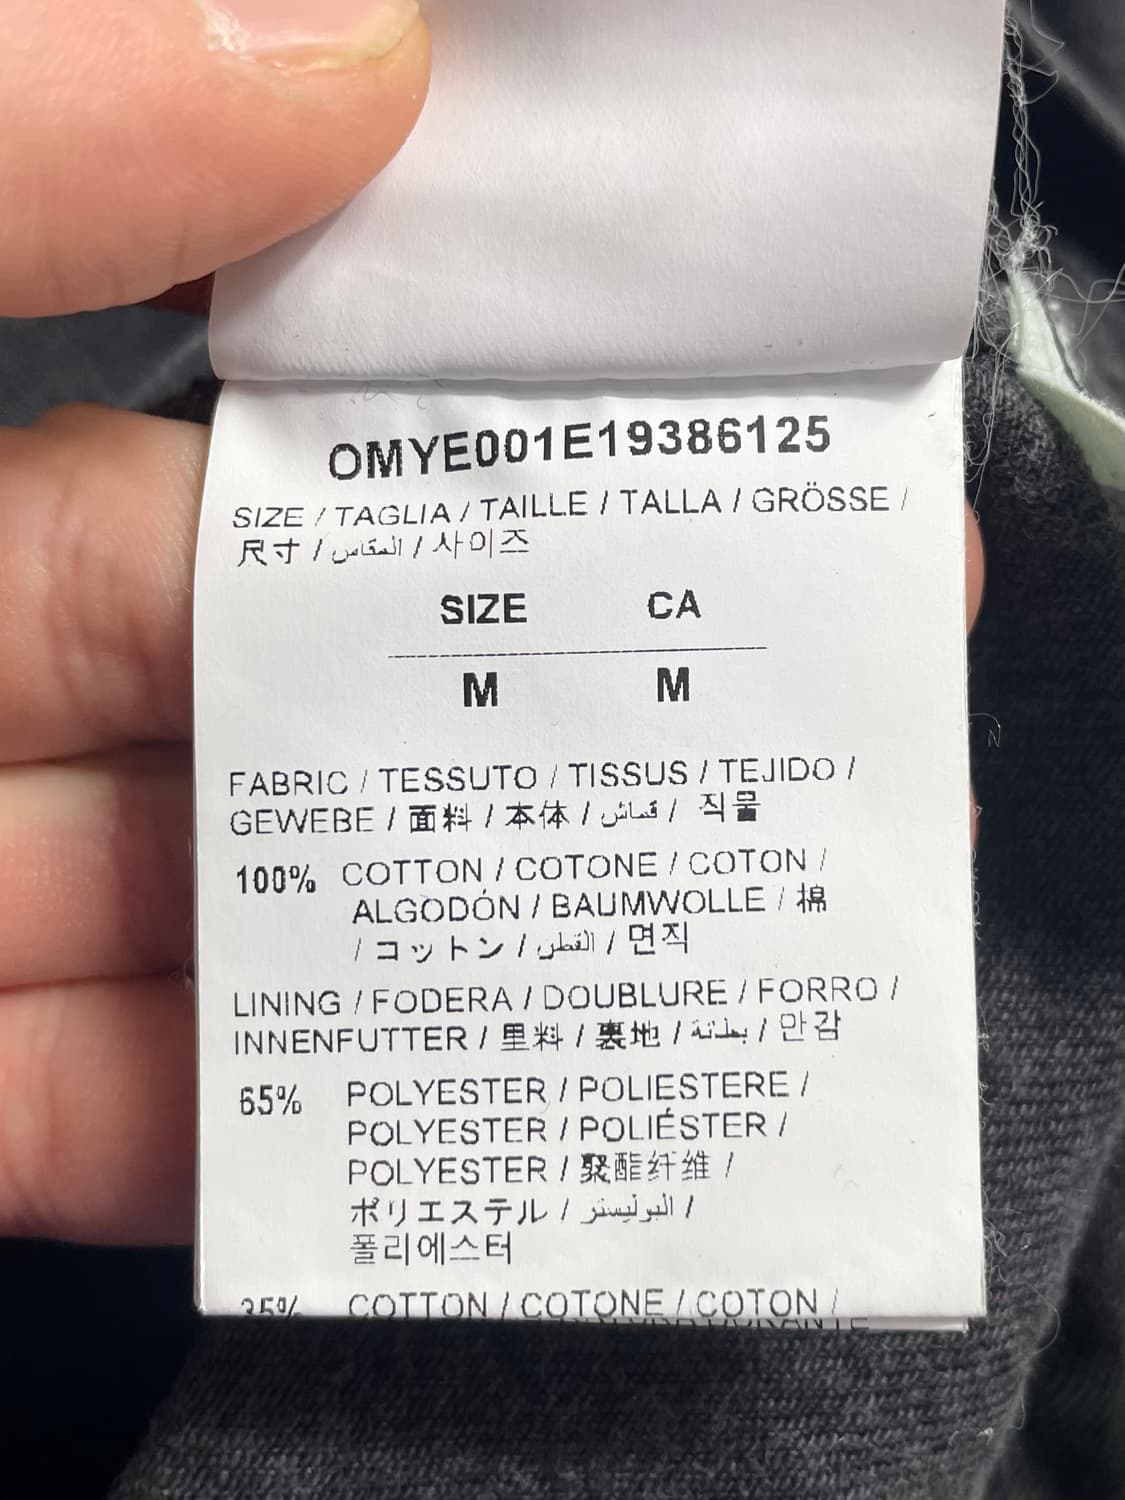 OMYE001E19386125
SIZE / TAGLIA / TAILLE / TALLA / GRÖSSE /
尺寸 / المقاس / 사이즈
SIZE CA
M M
FABRIC / TESSUTO / TISSUS / TEJIDO /
GEWEBE / 面料 / 本体 / قماش / 직물
100% COTTON / COTONE / COTON /
ALGODÓN / BAUMWOLLE / 棉
/ コットン / القطن / 면직
LINING / FODERA / DOUBLURE / FORRO /
INNENFUTTER / 里料 / 裏地 / بطانة / 안감
65% POLYESTER / POLIESTERE /
POLYESTER / POLIÉSTER /
POLYESTER / 聚酯纤维 /
ポリエステル / البوليستر /
폴리에스터
35% COTTON / COTONE / COTON /